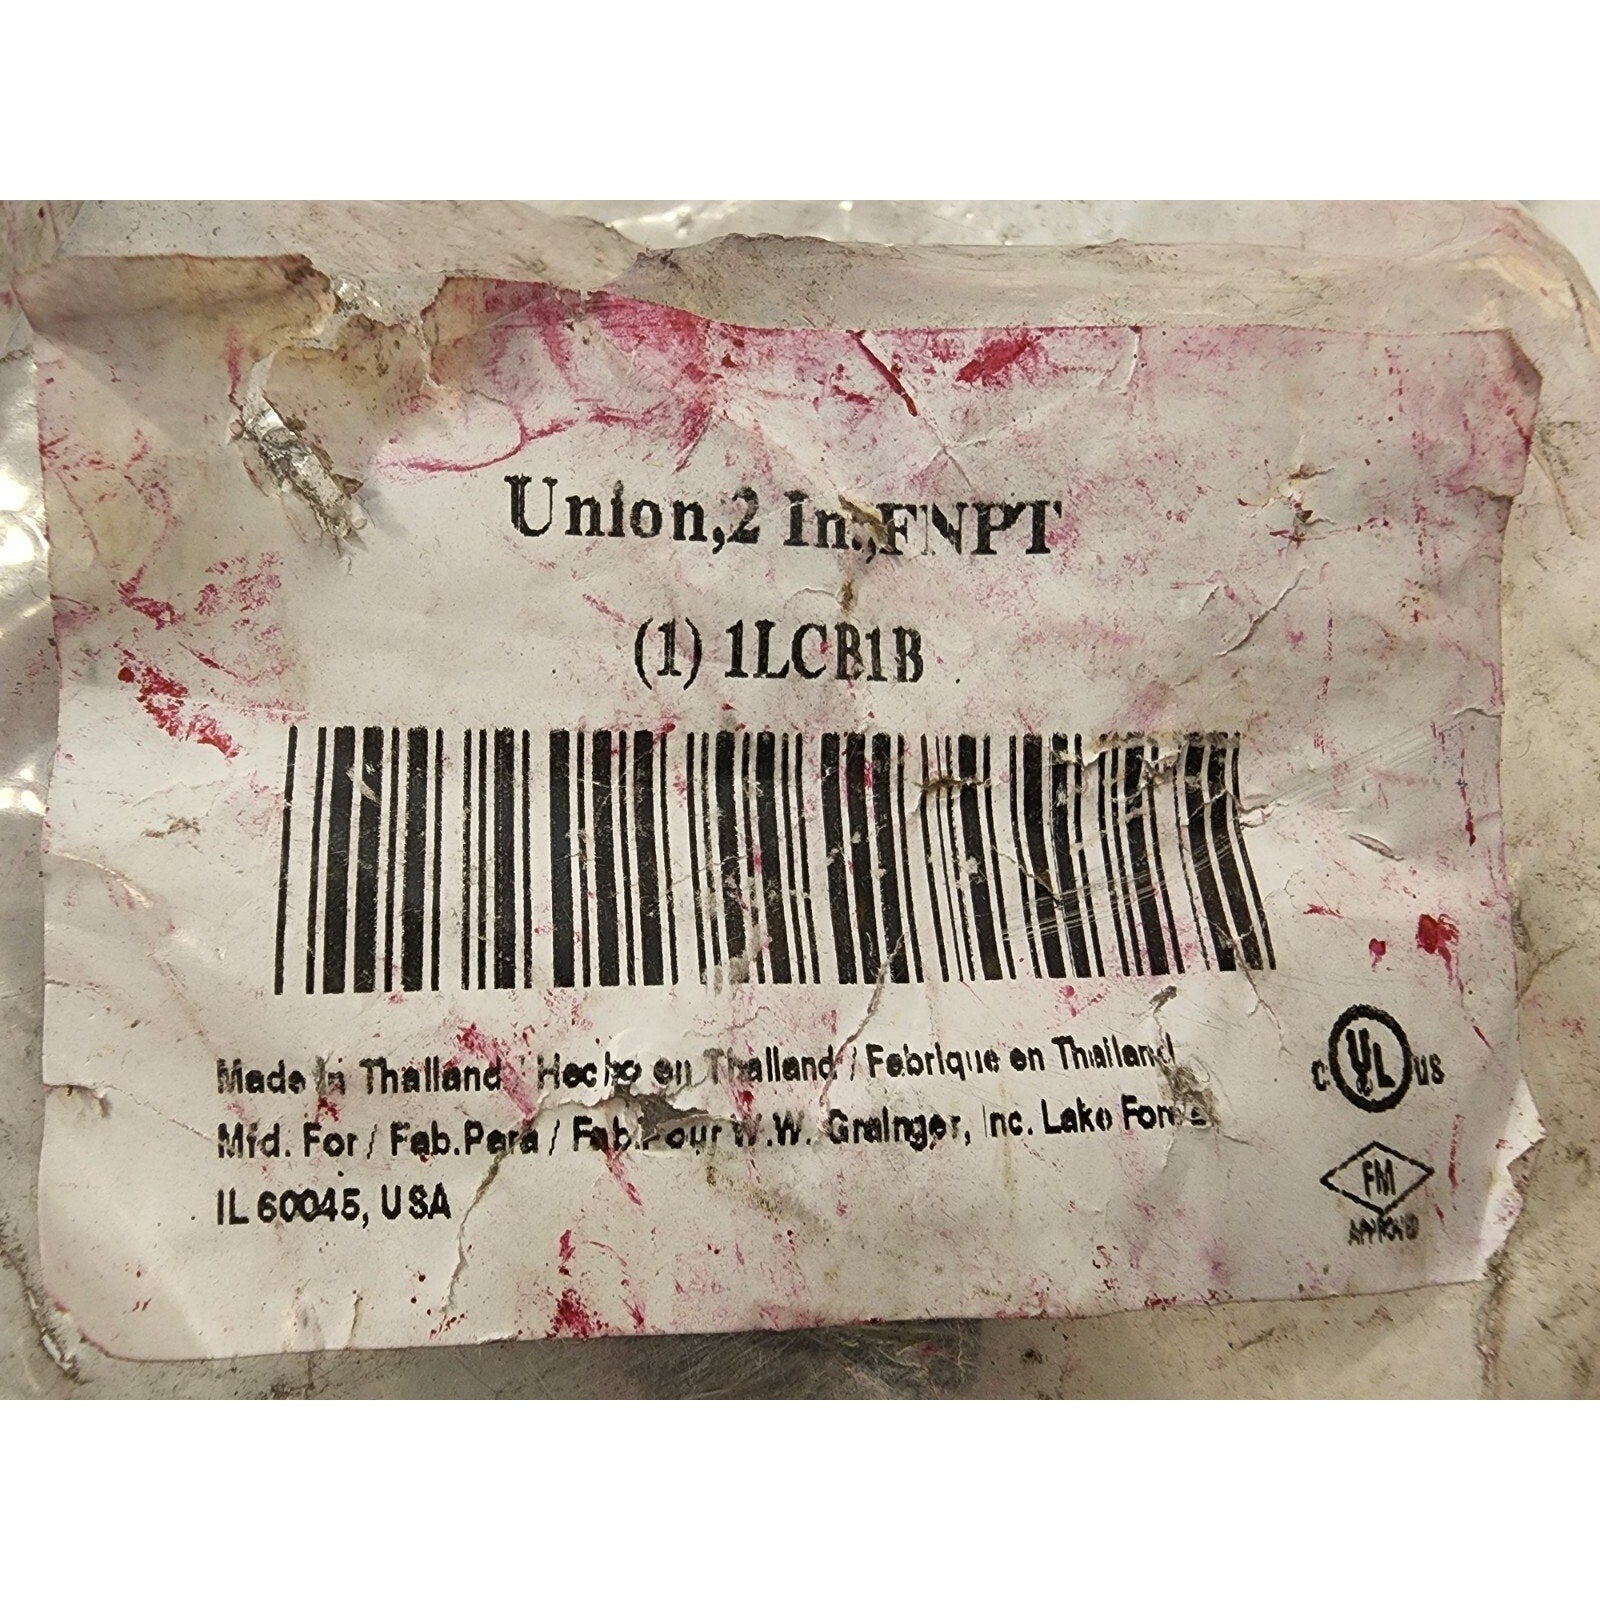 Union,2 In.,FNPT
(1) 1LCB1B
Made In Thailand / Hecho en Thailand / Fabrique en Thailand
Mfd. For / Fab.Para / Fab.Pour W.W. Grainger, Inc. Lake Forest
IL 60045, USA
C UL US
FM
APPROVED